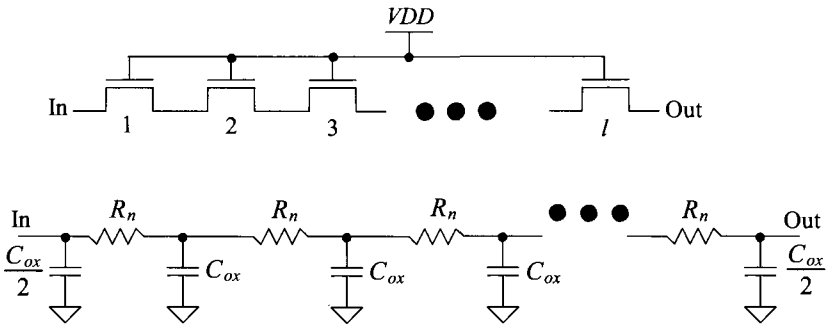 VDD
In
Out
1
2
3
l
In
R_n
R_n
R_n
R_n
Out
C_ox/2
C_ox
C_ox
C_ox
C_ox/2